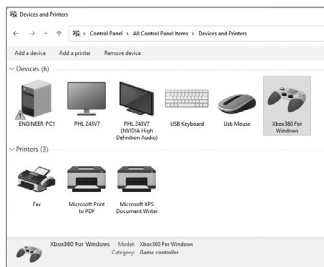 Devices and Printers
Control Panel > All Control Panel Items > Devices and Printers
Add a device Add a printer Remove device
Devices (6)
ENGINEER-PC1
PHL 243V7
PHL 243V7
(NVIDIA High
Definition Audio)
USB Keyboard
Usb Mouse
Xbox360 For
Windows
Printers (3)
Fax
Microsoft Print
to PDF
Microsoft XPS
Document Writer
Xbox360 For Windows Model: Xbox360 For Windows
Category: Game controller